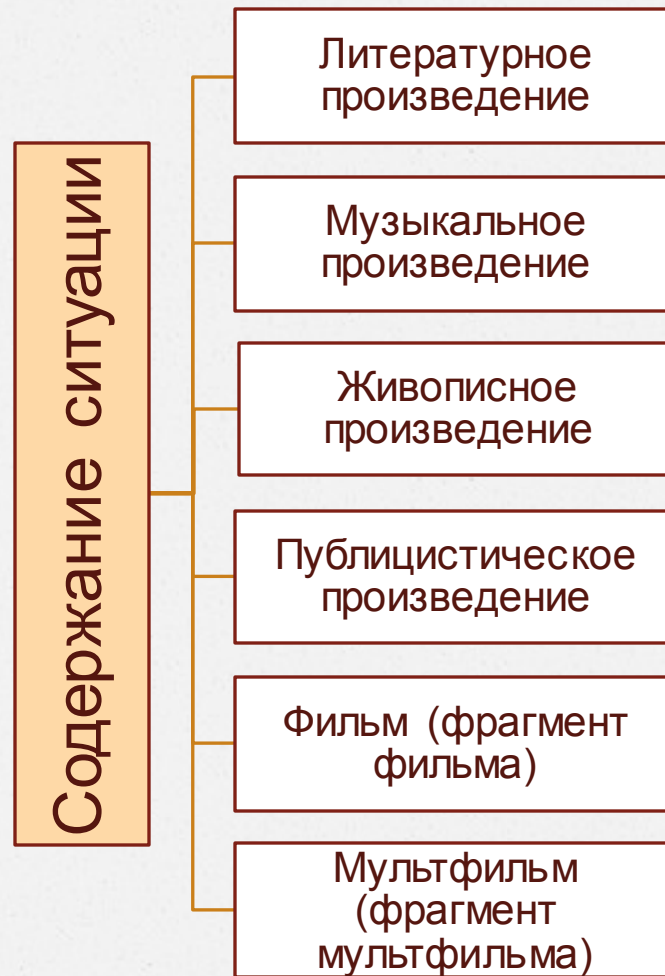 Содержание ситуации
Литературное
произведение
Музыкальное
произведение
Живописное
произведение
Публицистическое
произведение
Фильм (фрагмент
фильма)
Мультфильм
(фрагмент
мультфильма)